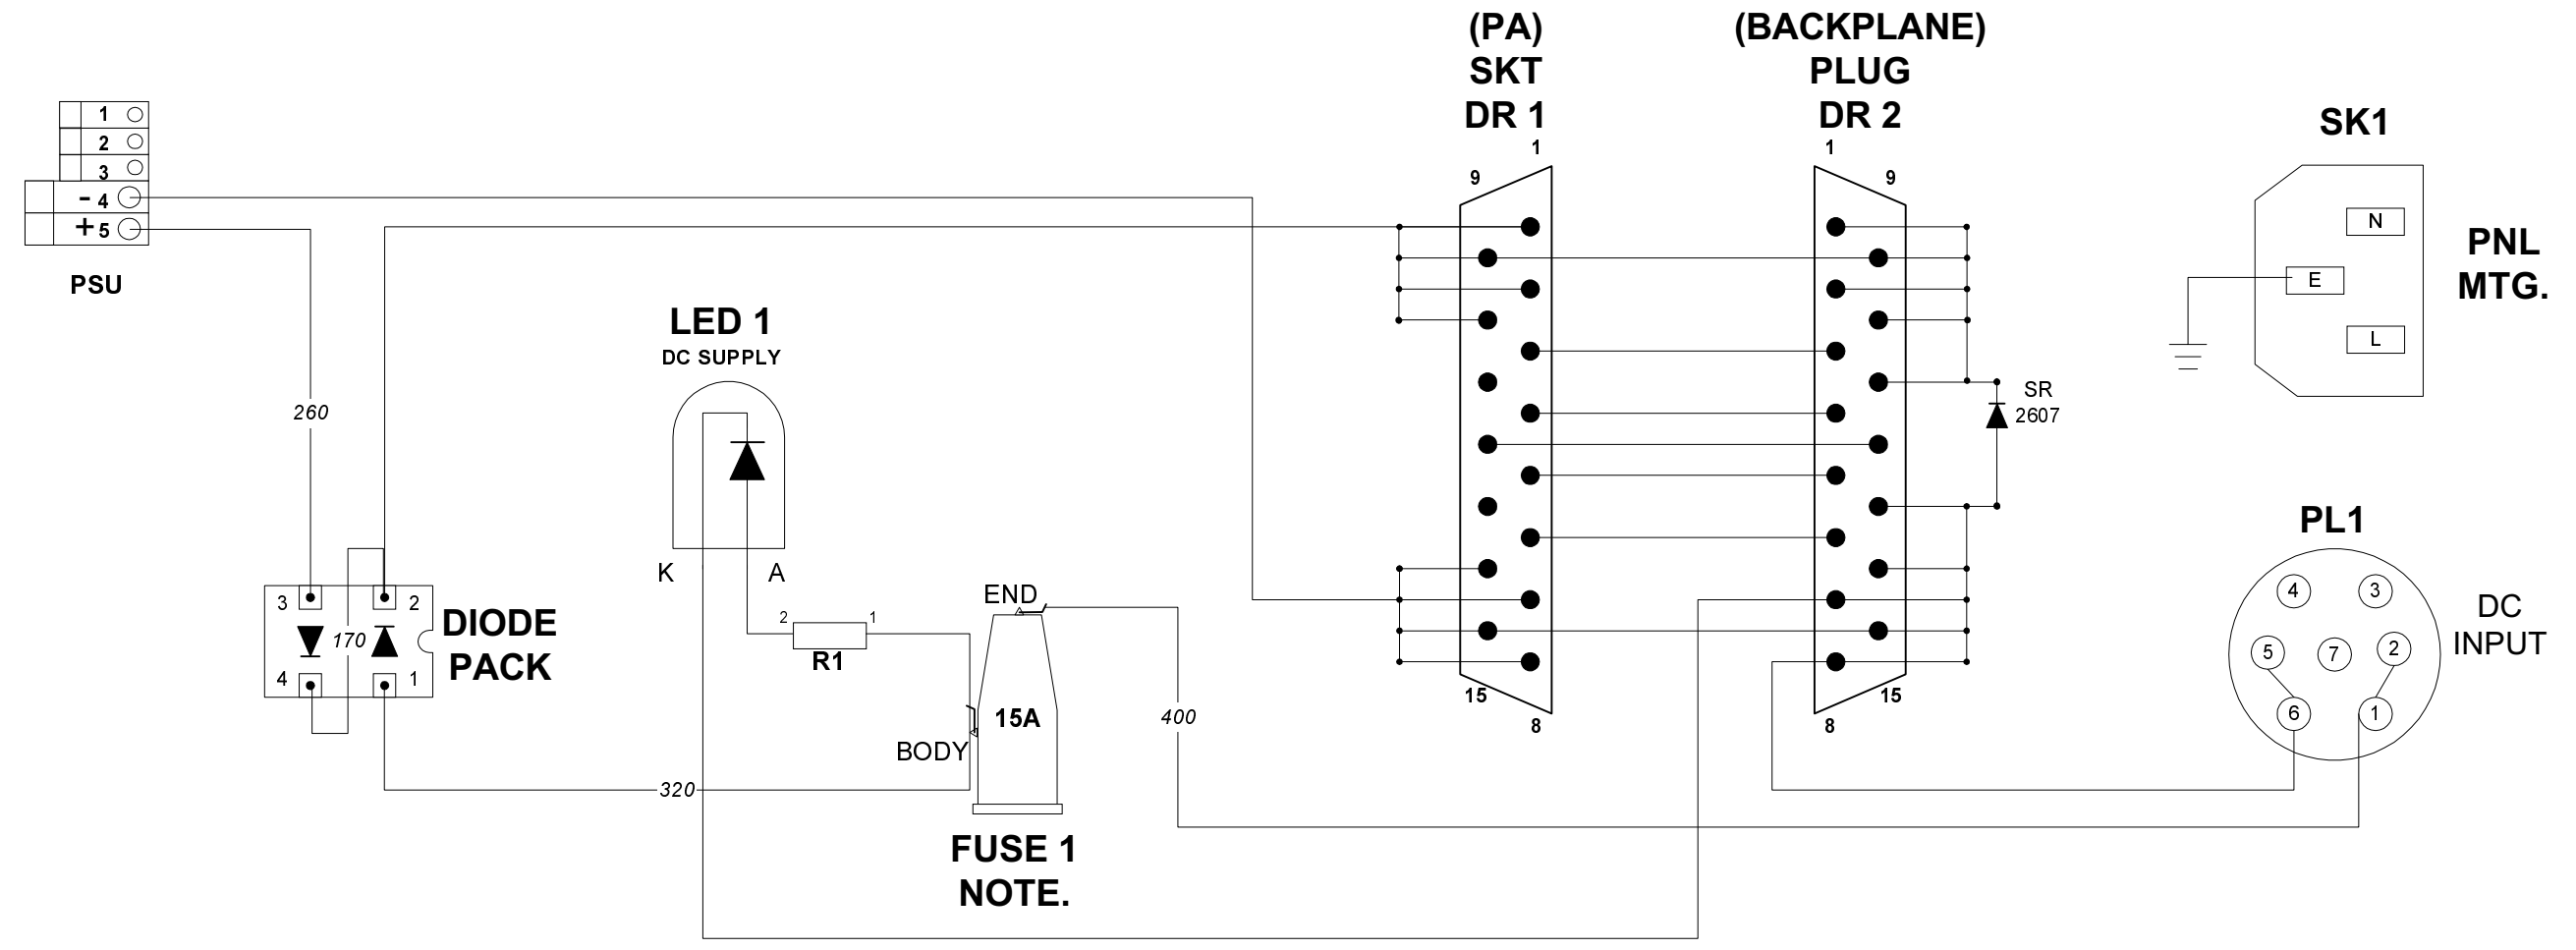 (PA)
SKT
DR 1
(BACKPLANE)
PLUG
DR 2
SK1
1
2
3
- 4
+ 5
PSU
1
9
15
8
1
9
15
8
N
E
L
PNL
MTG.
LED 1
DC SUPPLY
K
A
260
SR
2607
3
2
170
4
1
DIODE
PACK
2
1
R1
END
15A
BODY
320
400
FUSE 1
NOTE.
PL1
4
3
5
7
2
6
1
DC
INPUT